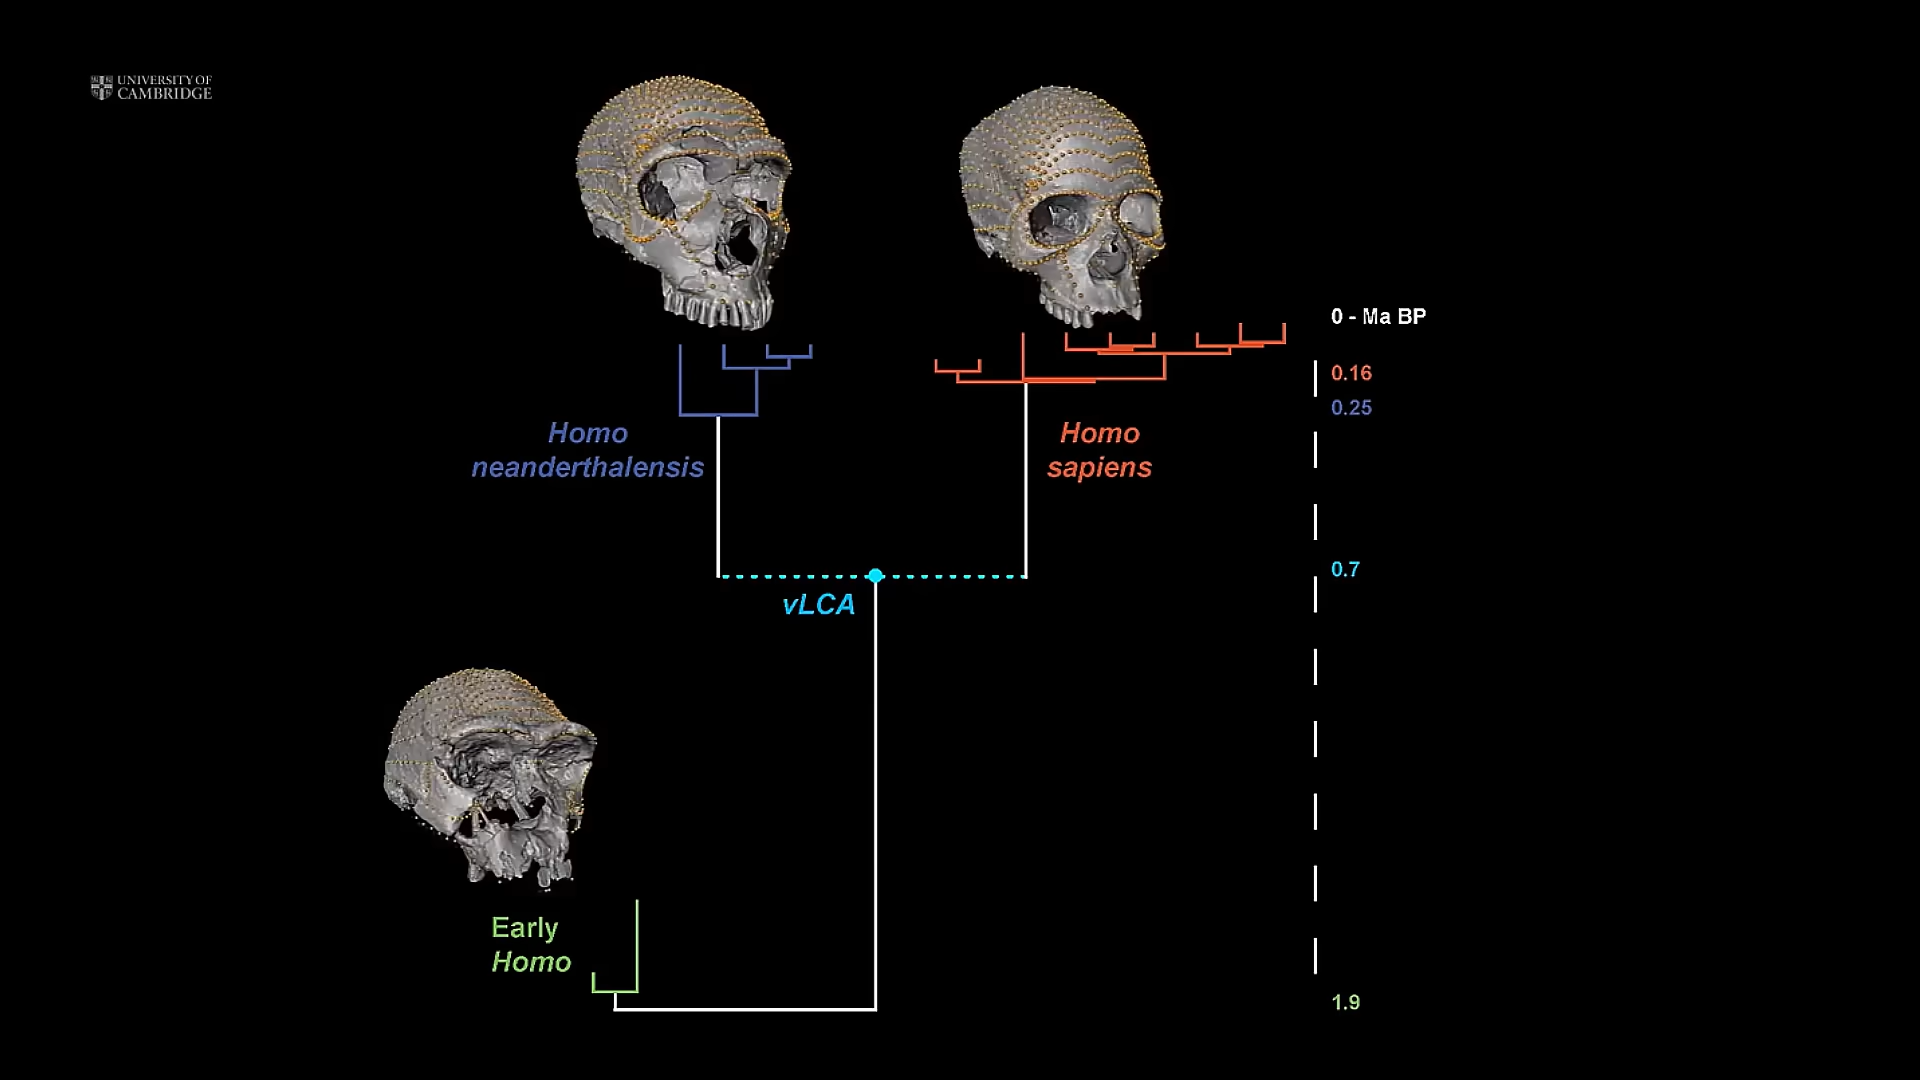 UNIVERSITY OF
CAMBRIDGE
0 - Ma BP
0.16
0.25
Homo
neanderthalensis
Homo
sapiens
0.7
vLCA
Early
Homo
1.9